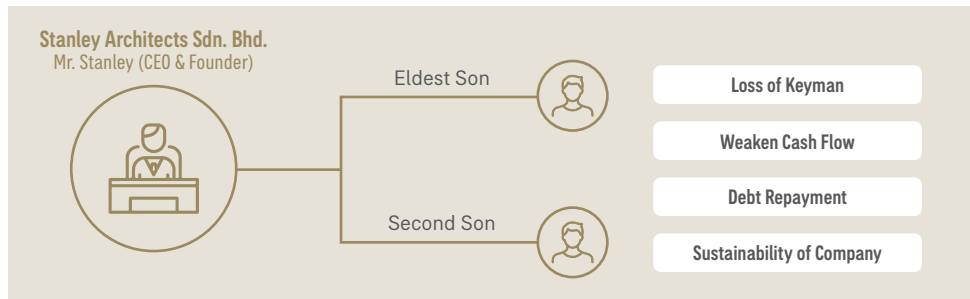 Stanley Architects Sdn. Bhd.
Mr. Stanley (CEO & Founder)
Eldest Son
Second Son
Loss of Keyman
Weaken Cash Flow
Debt Repayment
Sustainability of Company